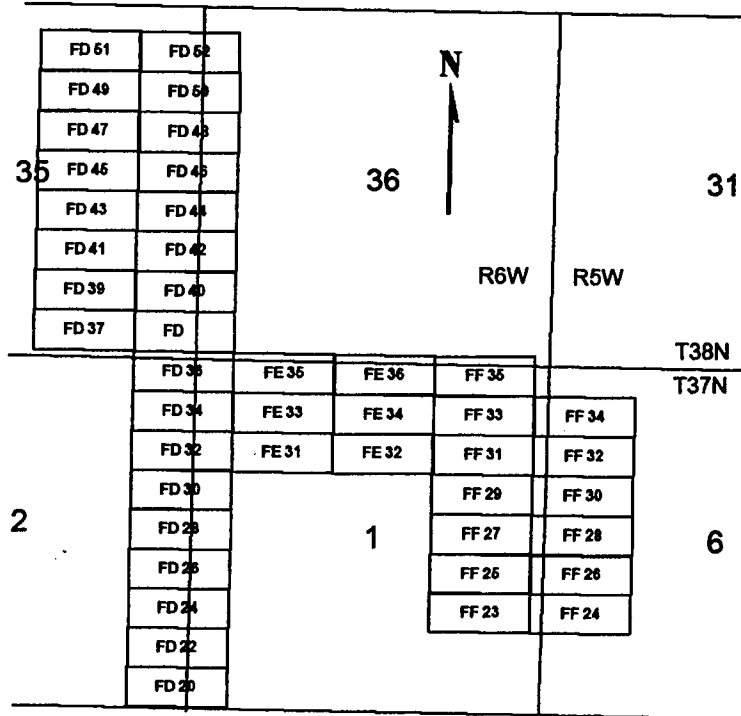 FD 51 FD 52
N
FD 49 FD 50
FD 47 FD 48
35 FD 45 FD 46 36 31
FD 43 FD 44
FD 41 FD 42
R6W R5W
FD 39 FD 40
FD 37 FD
T38N
FD 36 FE 35 FE 36 FF 35
T37N
FD 34 FE 33 FE 34 FF 33 FF 34
FD 32 FE 31 FE 32 FF 31 FF 32
FD 30 FF 29 FF 30
2 FD 28 1 FF 27 FF 28 6
FD 26 FF 25 FF 26
FD 24 FF 23 FF 24
FD 22
FD 20